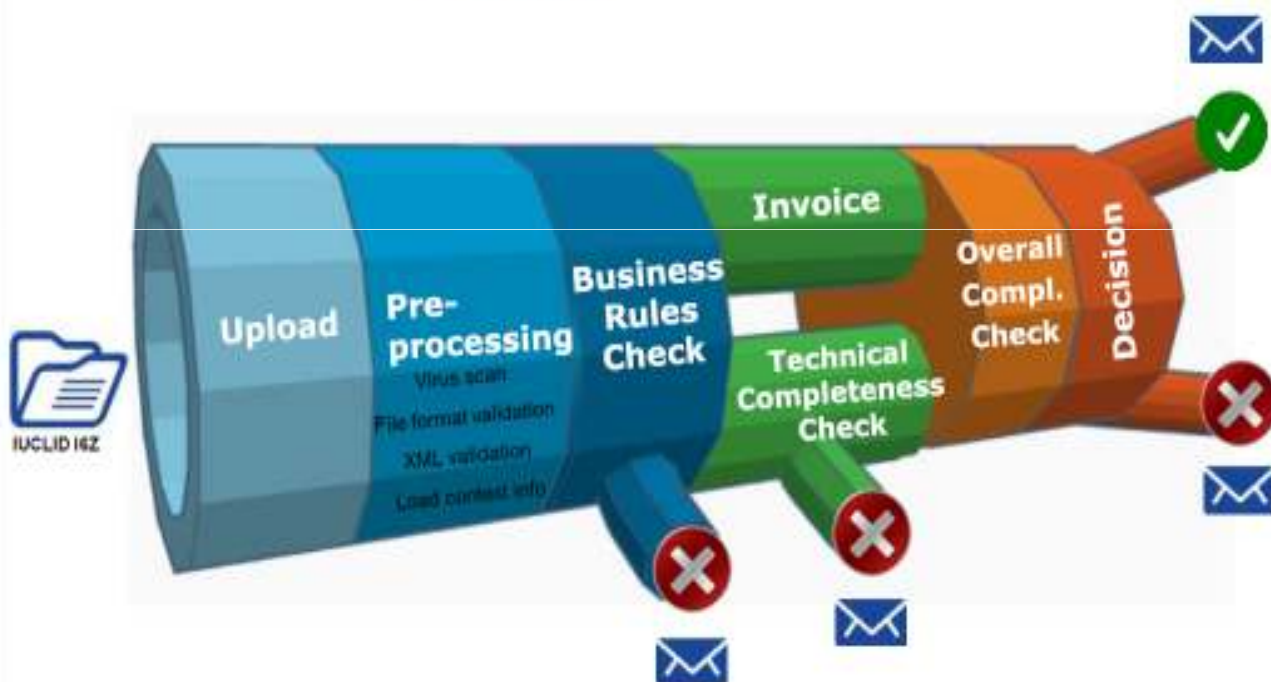 IUCLID I6Z
Upload
Pre-
processing
Virus scan
File format validation
XML validation
Load contest info
Business
Rules
Check
Invoice
Technical
Completeness
Check
Overall
Compl.
Check
Decision